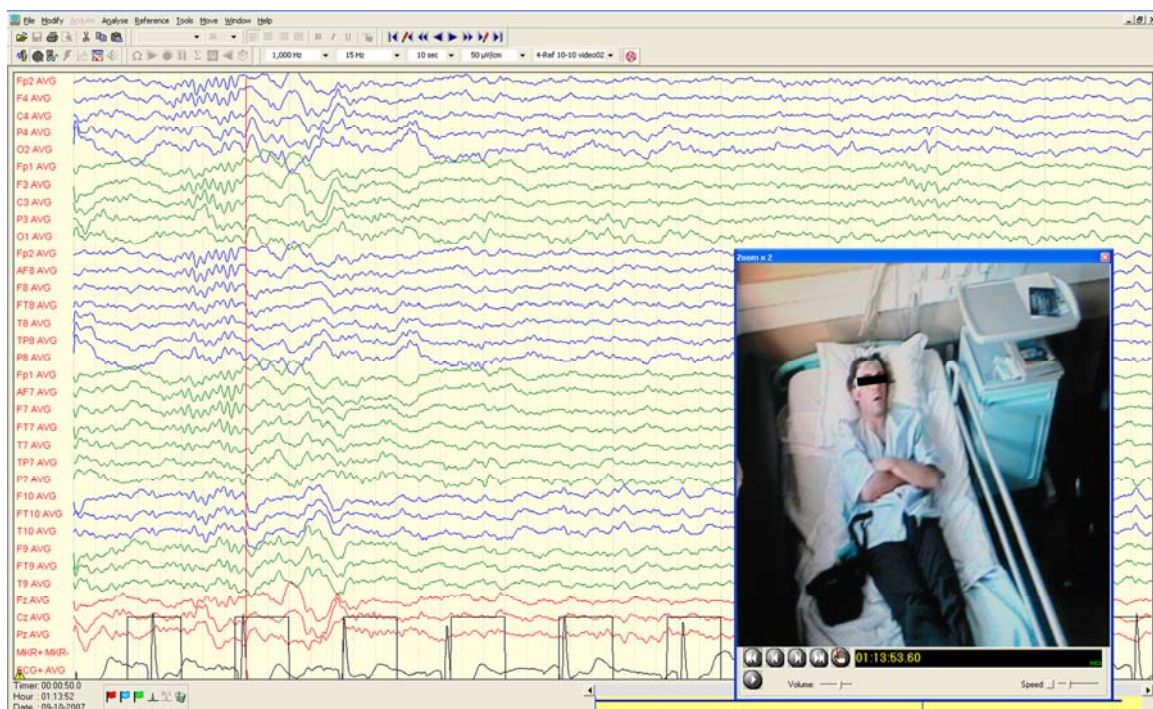 File Modify Acquire Analyse Reference Tools Move Window Help
1,000 Hz 15 Hz 10 sec 50 µV/cm 4-Ref 10-10 video02
Fp2 AVG
F4 AVG
C4 AVG
P4 AVG
O2 AVG
Fp1 AVG
F3 AVG
C3 AVG
P3 AVG
O1 AVG
Fp2 AVG
AF8 AVG
F8 AVG
FT8 AVG
T8 AVG
TP8 AVG
P8 AVG
Fp1 AVG
AF7 AVG
F7 AVG
FT7 AVG
T7 AVG
TP7 AVG
P7 AVG
F10 AVG
FT10 AVG
T10 AVG
F9 AVG
FT9 AVG
T9 AVG
Fz AVG
Cz AVG
Pz AVG
MKR+ MKR-
ECG+ AVG
Timer: 00:00:50.0
Hour : 01:13:52
Date : 09-10-2007
Zoom x 2
01:13:53.60
Volume:
Speed: